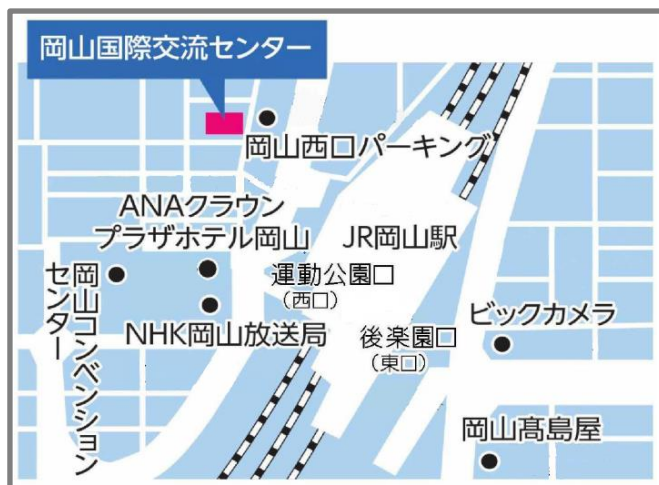 岡山国際交流センター
岡山西口パーキング
ANAクラウン
プラザホテル岡山
JR岡山駅
岡山コンベンション
センター
運動公園口
(西口)
NHK岡山放送局
後楽園口
(東口)
ビックカメラ
岡山髙島屋